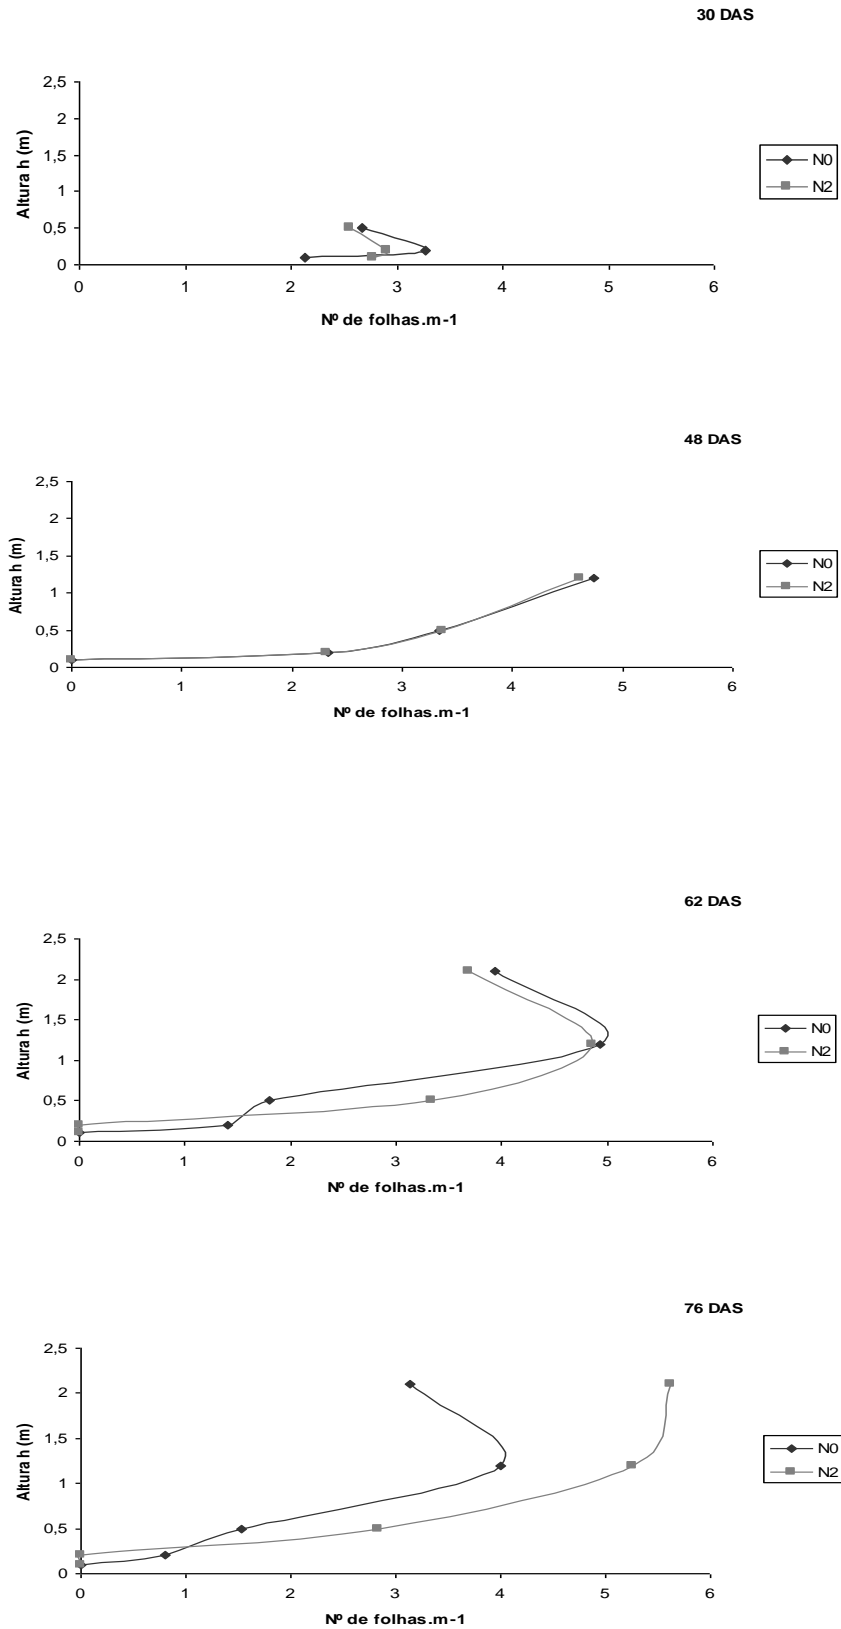 30 DAS
2,5
2
1,5
1
0,5
0
Altura h (m)
0 1 2 3 4 5 6
Nº de folhas.m-1
N0
N2
48 DAS
2,5
2
1,5
1
0,5
0
Altura h (m)
0 1 2 3 4 5 6
Nº de folhas.m-1
N0
N2
62 DAS
2,5
2
1,5
1
0,5
0
Altura h (m)
0 1 2 3 4 5 6
Nº de folhas.m-1
N0
N2
76 DAS
2,5
2
1,5
1
0,5
0
Altura h (m)
0 1 2 3 4 5 6
Nº de folhas.m-1
N0
N2